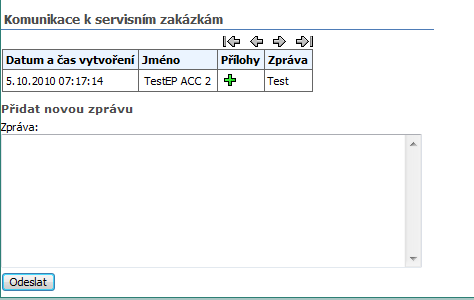 Komunikace k servisním zakázkám
Datum a čas vytvoření Jméno Přílohy Zpráva
5.10.2010 07:17:14 TestEP ACC 2 Test
Přidat novou zprávu
Zpráva:
Odeslat